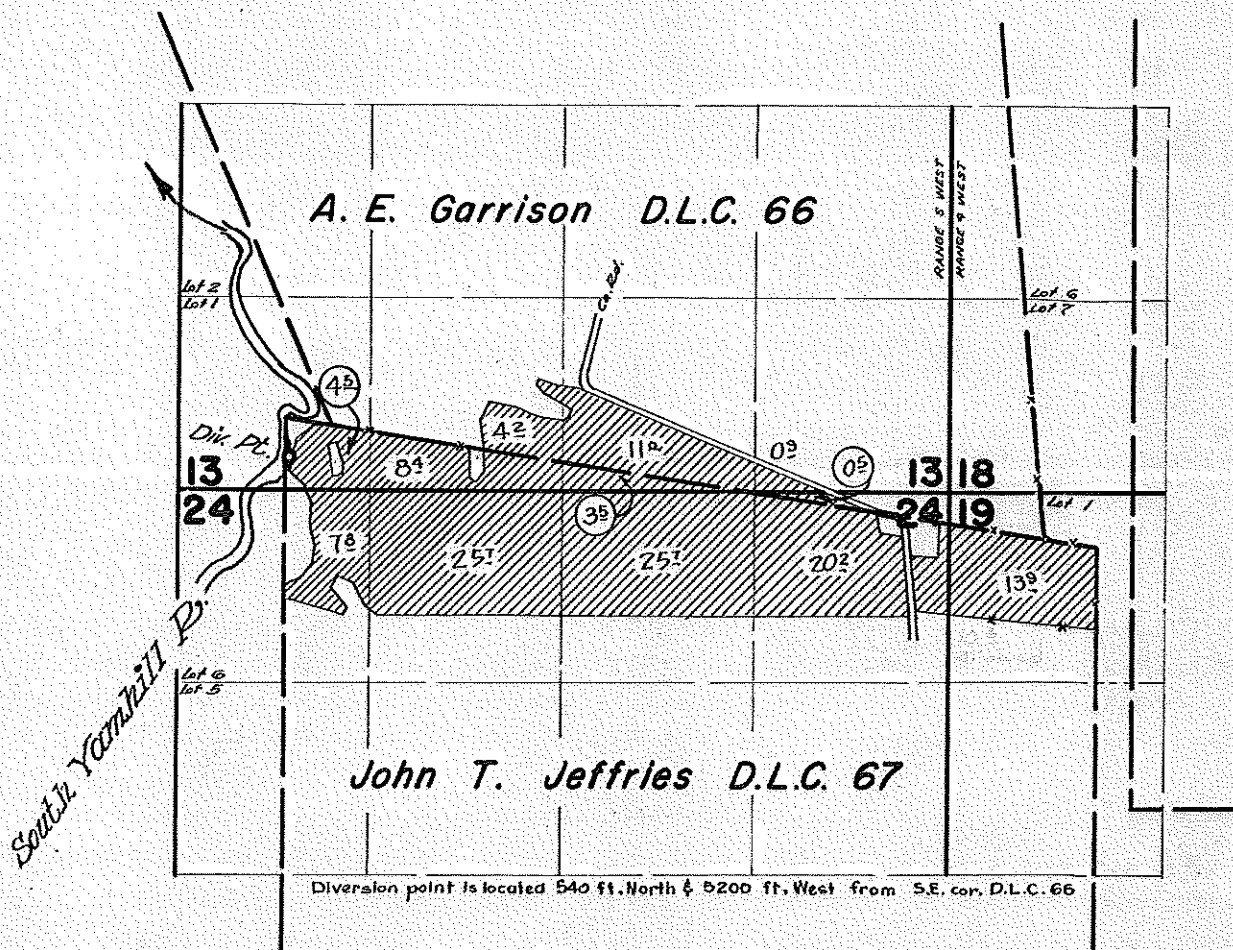 A. E. Garrison D.L.C. 66
RANGE 5 WEST
RANGE 4 WEST
Lot 2
Lot 1
Co. Rd.
Lot 6
Lot 7
4 5
Div. Pt.
4 2
11
0 9
0 5
8 4
13
13 18
24
24 19
Lot 1
3 5
7 8
25 7
25 7
20 2
13 9
South Yamhill R.
Lot 6
Lot 5
John T. Jeffries D.L.C. 67
Diversion point is located 540 ft. North & 5200 ft. West from S.E. cor. D.L.C. 66